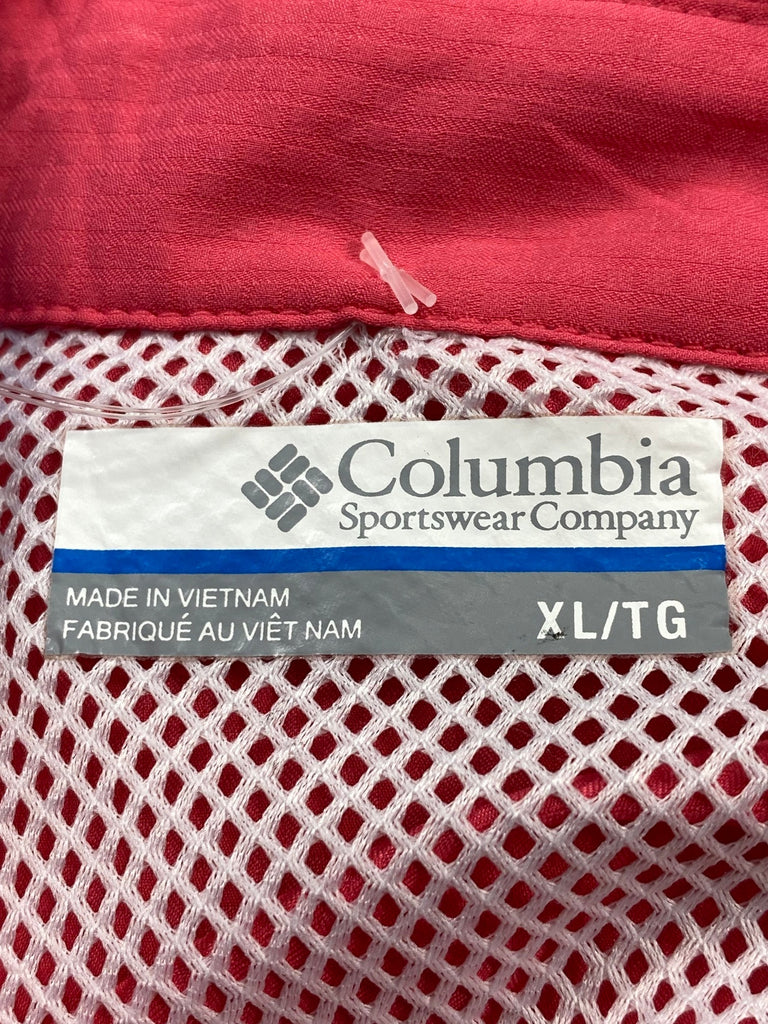 Columbia
Sportswear Company
MADE IN VIETNAM
FABRIQUÉ AU VIÊT NAM
XL/TG